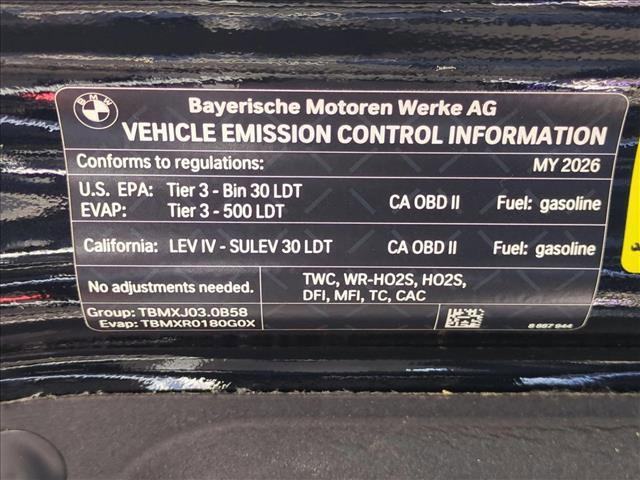 BMW
Bayerische Motoren Werke AG
VEHICLE EMISSION CONTROL INFORMATION
Conforms to regulations: MY 2026
U.S. EPA: Tier 3 - Bin 30 LDT CA OBD II Fuel: gasoline
EVAP: Tier 3 - 500 LDT
California: LEV IV - SULEV 30 LDT CA OBD II Fuel: gasoline
No adjustments needed. TWC, WR-HO2S, HO2S,
DFI, MFI, TC, CAC
Group: TBMXJ03.0B58
Evap: TBMXR0180G0X
8 887 944